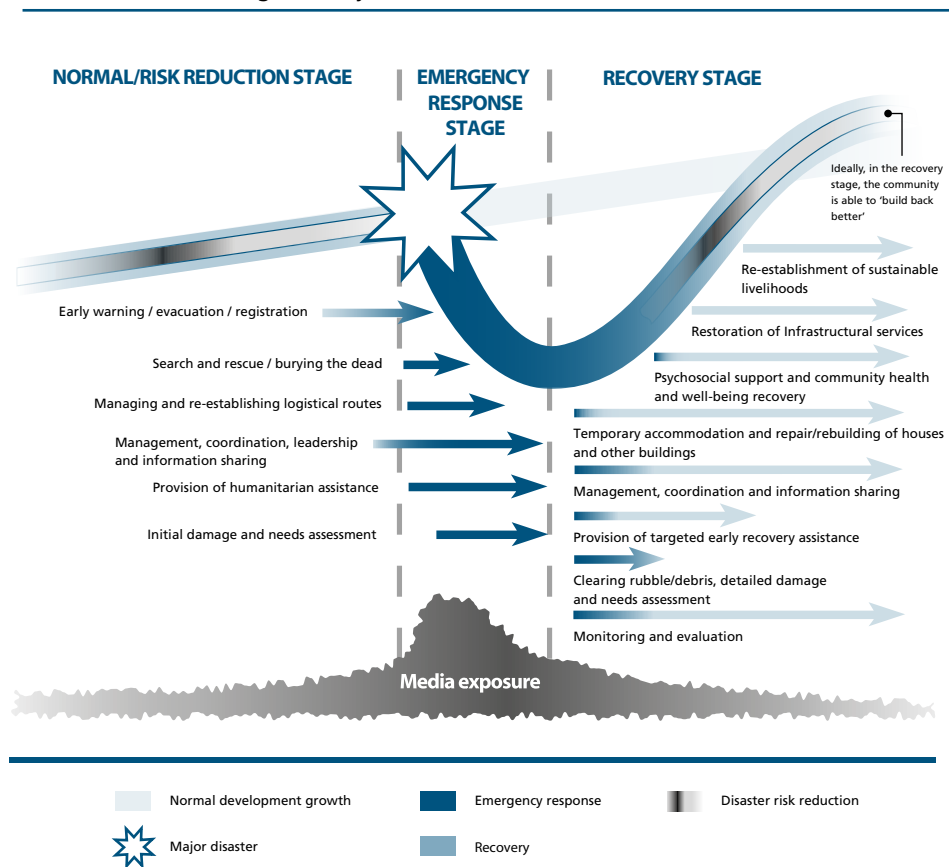 NORMAL/RISK REDUCTION STAGE
EMERGENCY
RESPONSE
STAGE
RECOVERY STAGE
Ideally, in the recovery
stage, the community
is able to ‘build back
better’
Early warning / evacuation / registration
Search and rescue / burying the dead
Managing and re-establishing logistical routes
Management, coordination, leadership
and information sharing
Provision of humanitarian assistance
Initial damage and needs assessment
Re-establishment of sustainable
livelihoods
Restoration of Infrastructural services
Psychosocial support and community health
and well-being recovery
Temporary accommodation and repair/rebuilding of houses
and other buildings
Management, coordination and information sharing
Provision of targeted early recovery assistance
Clearing rubble/debris, detailed damage
and needs assessment
Monitoring and evaluation
Media exposure
Normal development growth
Emergency response
Disaster risk reduction
Major disaster
Recovery